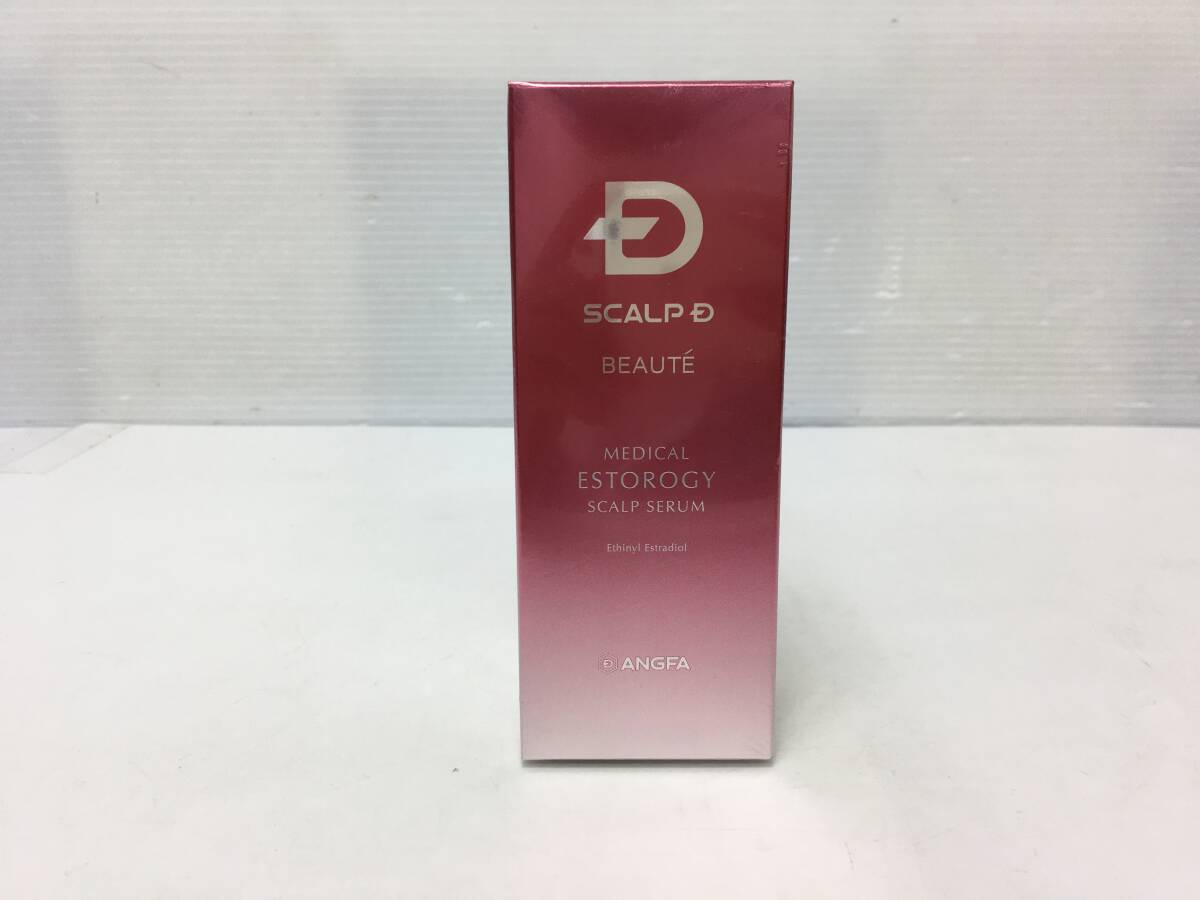 Đ
SCALP Đ
BEAUTÉ
MEDICAL
ESTOROGY
SCALP SERUM
Ethinyl Estradiol
ANGFA